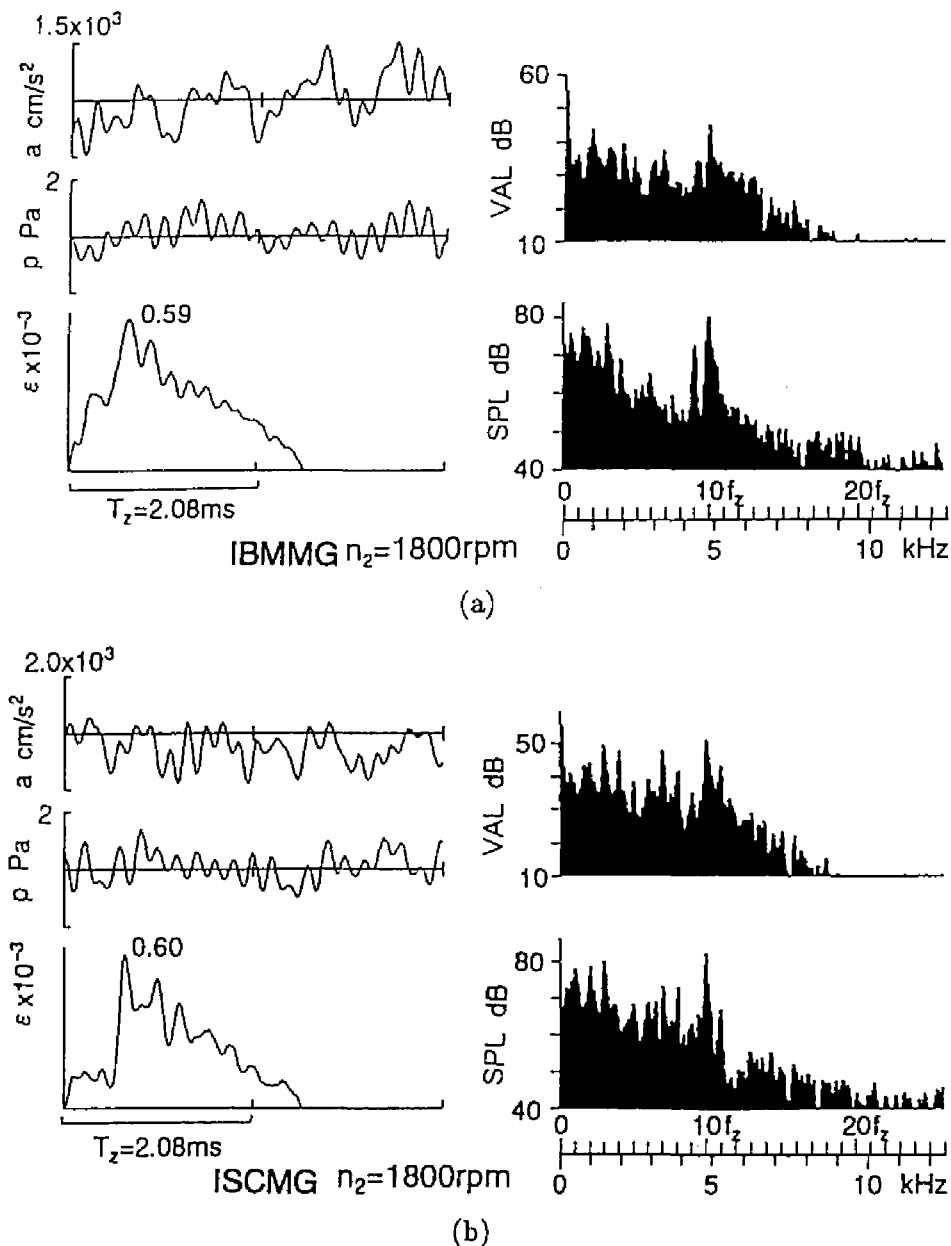 1.5x10³
a cm/s²
2
p Pa
ε x10⁻³
0.59
T_z=2.08ms
60
VAL dB
10
80
SPL dB
40
0 10f_z 20f_z
0 5 10 kHz
IBMMG n₂=1800rpm
(a)
2.0x10³
a cm/s²
2
p Pa
ε x10⁻³
0.60
T_z=2.08ms
50
VAL dB
10
80
SPL dB
40
0 10f_z 20f_z
0 5 10 kHz
ISCMG n₂=1800rpm
(b)